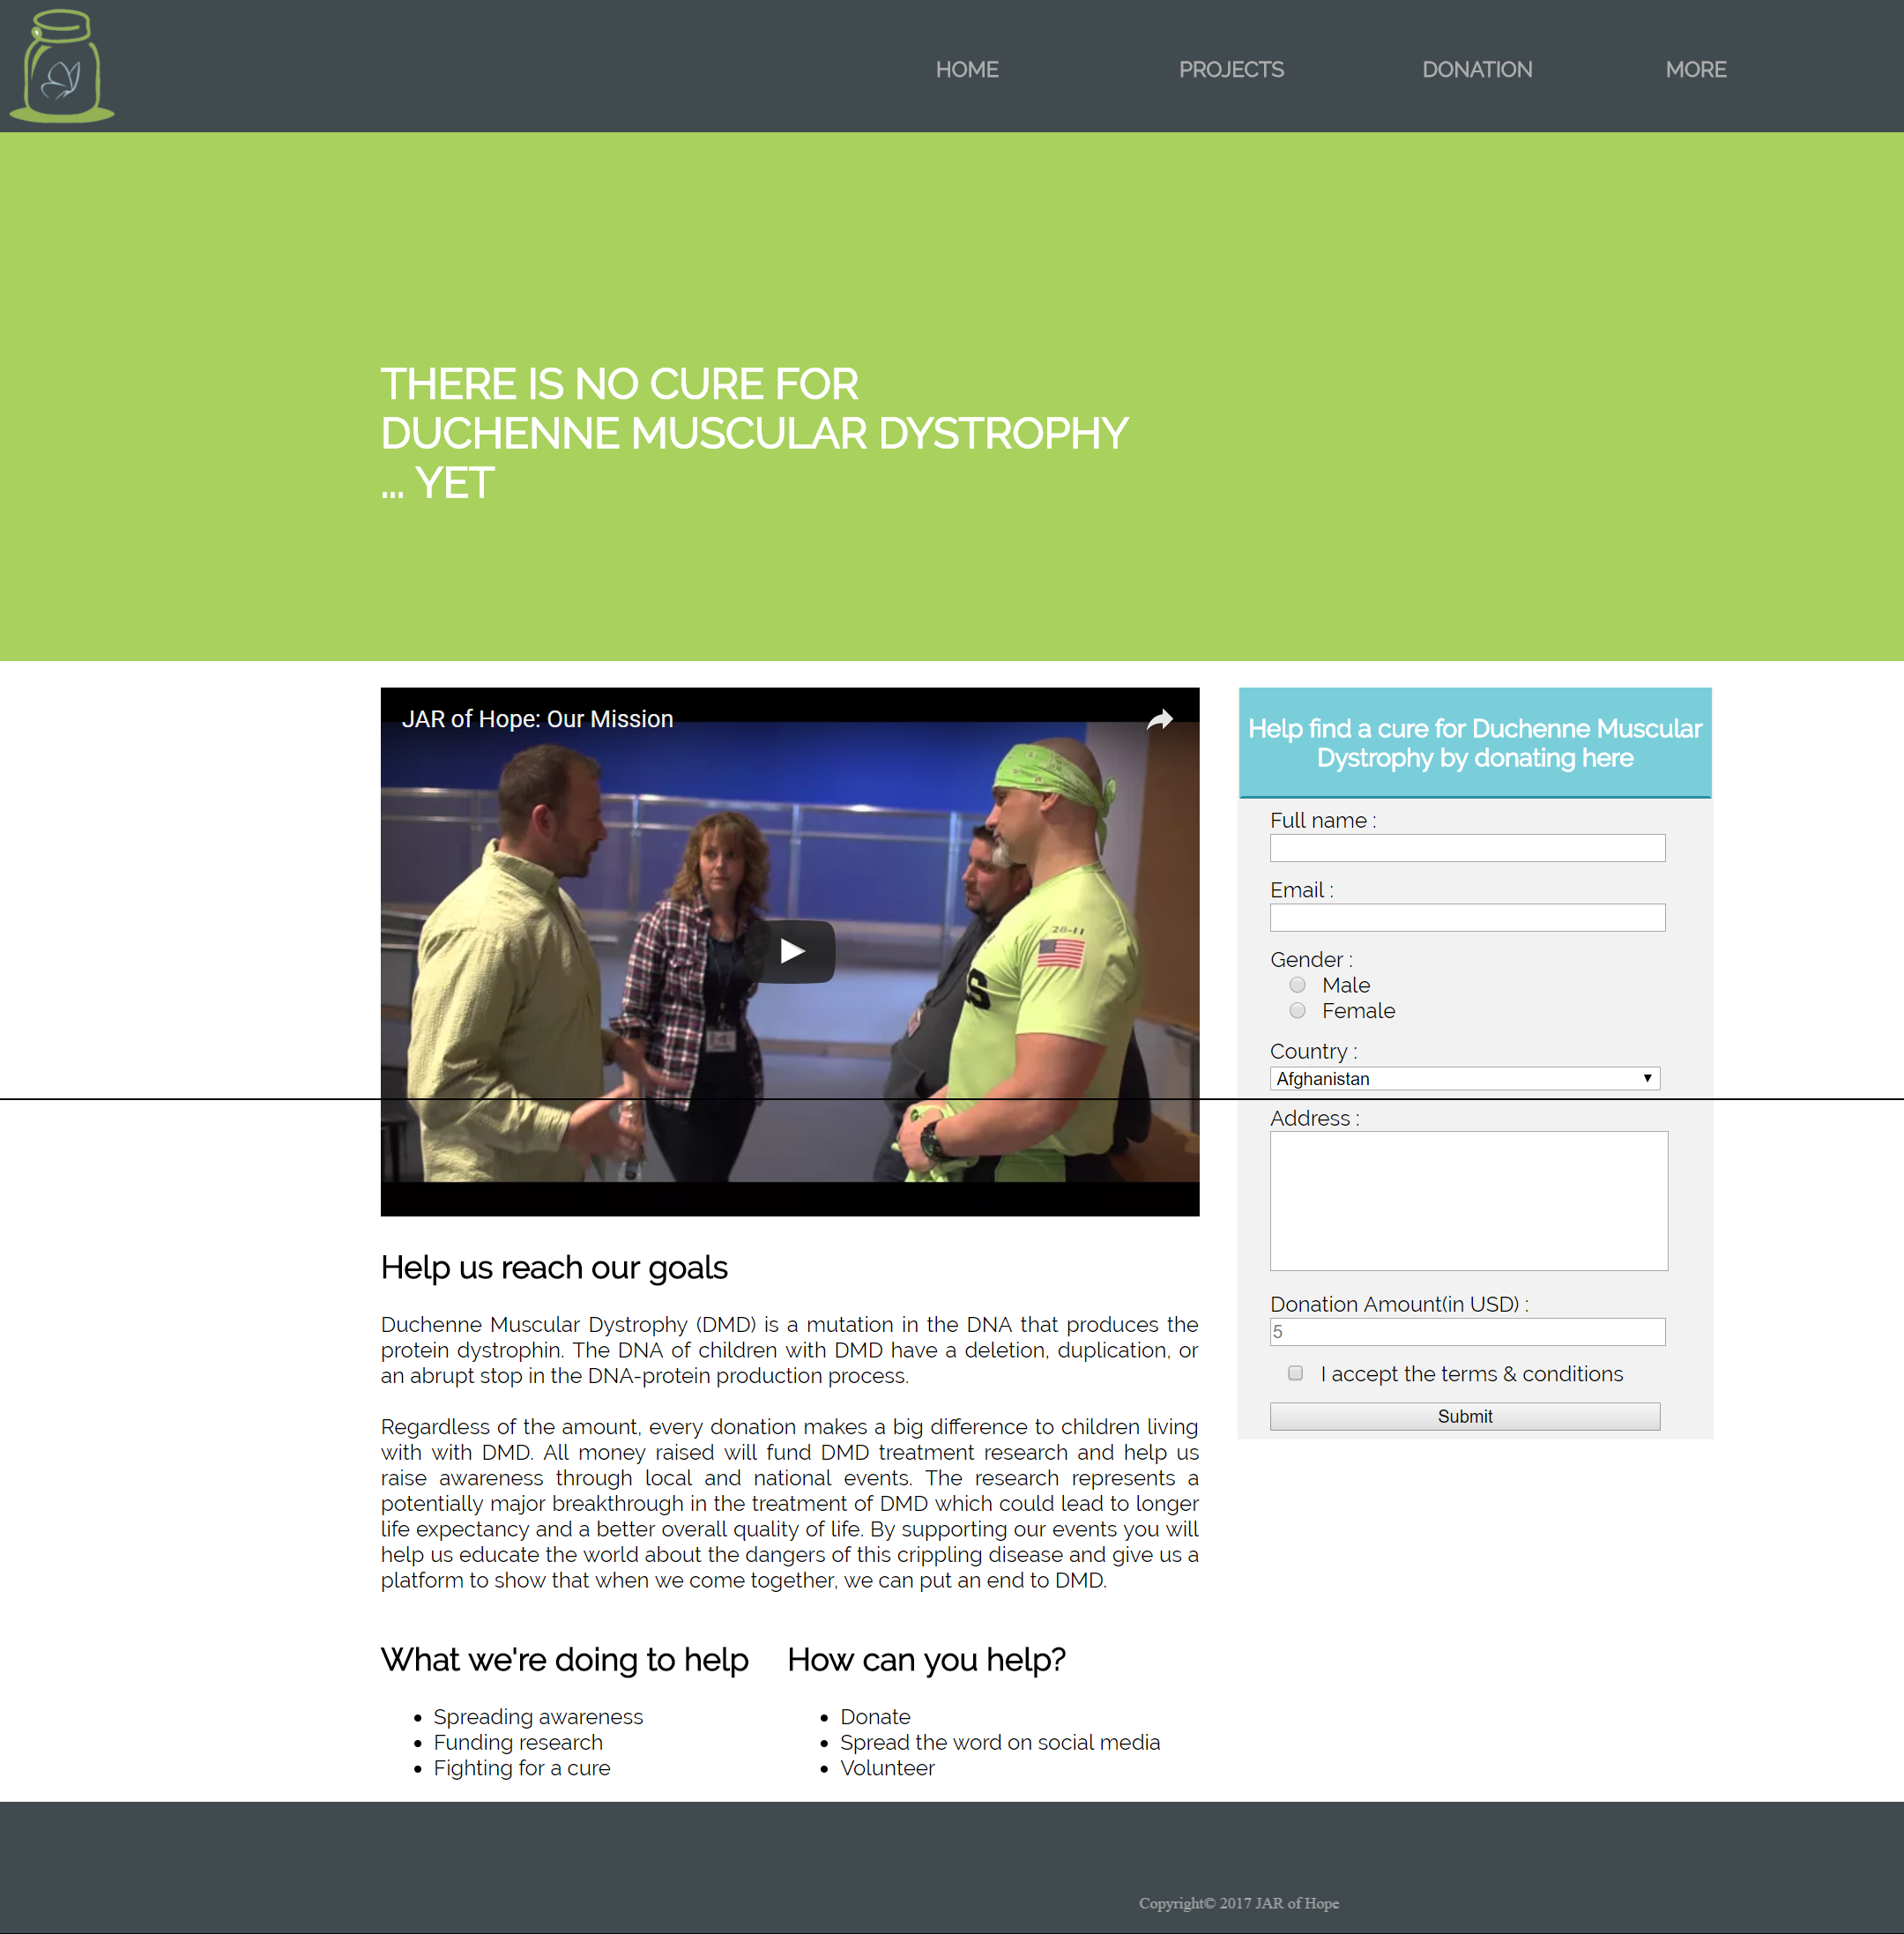 HOME PROJECTS DONATION MORE
THERE IS NO CURE FOR
DUCHENNE MUSCULAR DYSTROPHY
... YET
JAR of Hope: Our Mission
28-11
S
Help us reach our goals
Duchenne Muscular Dystrophy (DMD) is a mutation in the DNA that produces the
protein dystrophin. The DNA of children with DMD have a deletion, duplication, or
an abrupt stop in the DNA-protein production process.
Regardless of the amount, every donation makes a big difference to children living
with with DMD. All money raised will fund DMD treatment research and help us
raise awareness through local and national events. The research represents a
potentially major breakthrough in the treatment of DMD which could lead to longer
life expectancy and a better overall quality of life. By supporting our events you will
help us educate the world about the dangers of this crippling disease and give us a
platform to show that when we come together, we can put an end to DMD.
What we're doing to help
Spreading awareness
Funding research
Fighting for a cure
How can you help?
Donate
Spread the word on social media
Volunteer
Help find a cure for Duchenne Muscular
Dystrophy by donating here
Full name :
Email :
Gender :
Male
Female
Country :
Afghanistan
Address :
Donation Amount(in USD) :
5
I accept the terms & conditions
Submit
Copyright© 2017 JAR of Hope